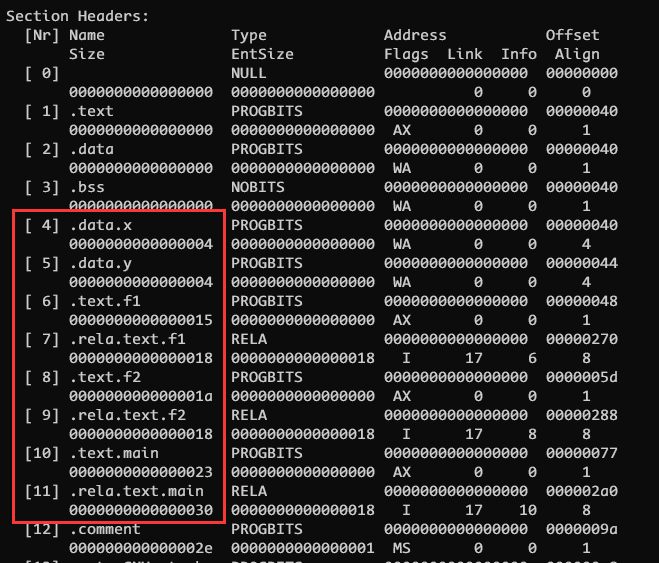 Section Headers:
[Nr] Name Type Address Offset
Size EntSize Flags Link Info Align
[ 0] NULL 0000000000000000 00000000
0000000000000000 0000000000000000 0 0 0
[ 1] .text PROGBITS 0000000000000000 00000040
0000000000000000 0000000000000000 AX 0 0 1
[ 2] .data PROGBITS 0000000000000000 00000040
0000000000000000 0000000000000000 WA 0 0 1
[ 3] .bss NOBITS 0000000000000000 00000040
0000000000000000 0000000000000000 WA 0 0 1
[ 4] .data.x PROGBITS 0000000000000000 00000040
0000000000000004 0000000000000000 WA 0 0 4
[ 5] .data.y PROGBITS 0000000000000000 00000044
0000000000000004 0000000000000000 WA 0 0 4
[ 6] .text.f1 PROGBITS 0000000000000000 00000048
0000000000000015 0000000000000000 AX 0 0 1
[ 7] .rela.text.f1 RELA 0000000000000000 00000270
0000000000000018 0000000000000018 I 17 6 8
[ 8] .text.f2 PROGBITS 0000000000000000 0000005d
000000000000001a 0000000000000000 AX 0 0 1
[ 9] .rela.text.f2 RELA 0000000000000000 00000288
0000000000000018 0000000000000018 I 17 8 8
[10] .text.main PROGBITS 0000000000000000 00000077
0000000000000023 0000000000000000 AX 0 0 1
[11] .rela.text.main RELA 0000000000000000 000002a0
0000000000000030 0000000000000018 I 17 10 8
[12] .comment PROGBITS 0000000000000000 0000009a
000000000000002e 0000000000000001 MS 0 0 1